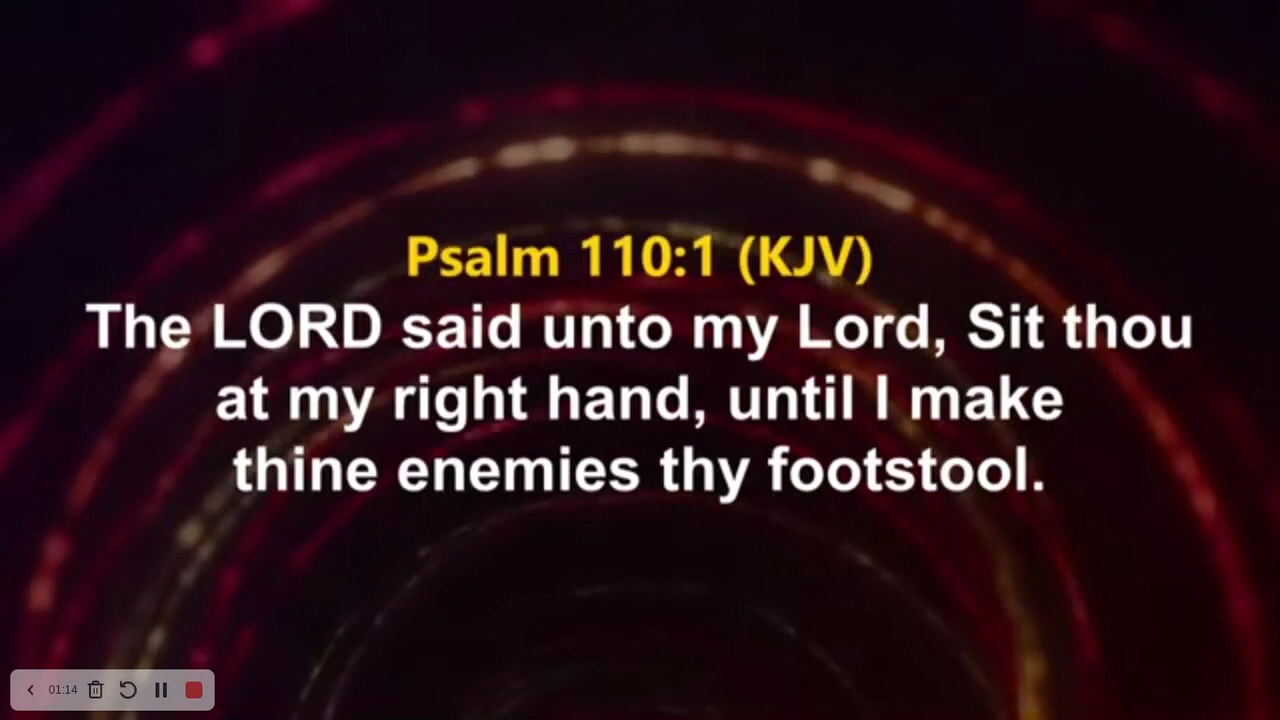 Psalm 110:1 (KJV)
The LORD said unto my Lord, Sit thou
at my right hand, until I make
thine enemies thy footstool.
01:14